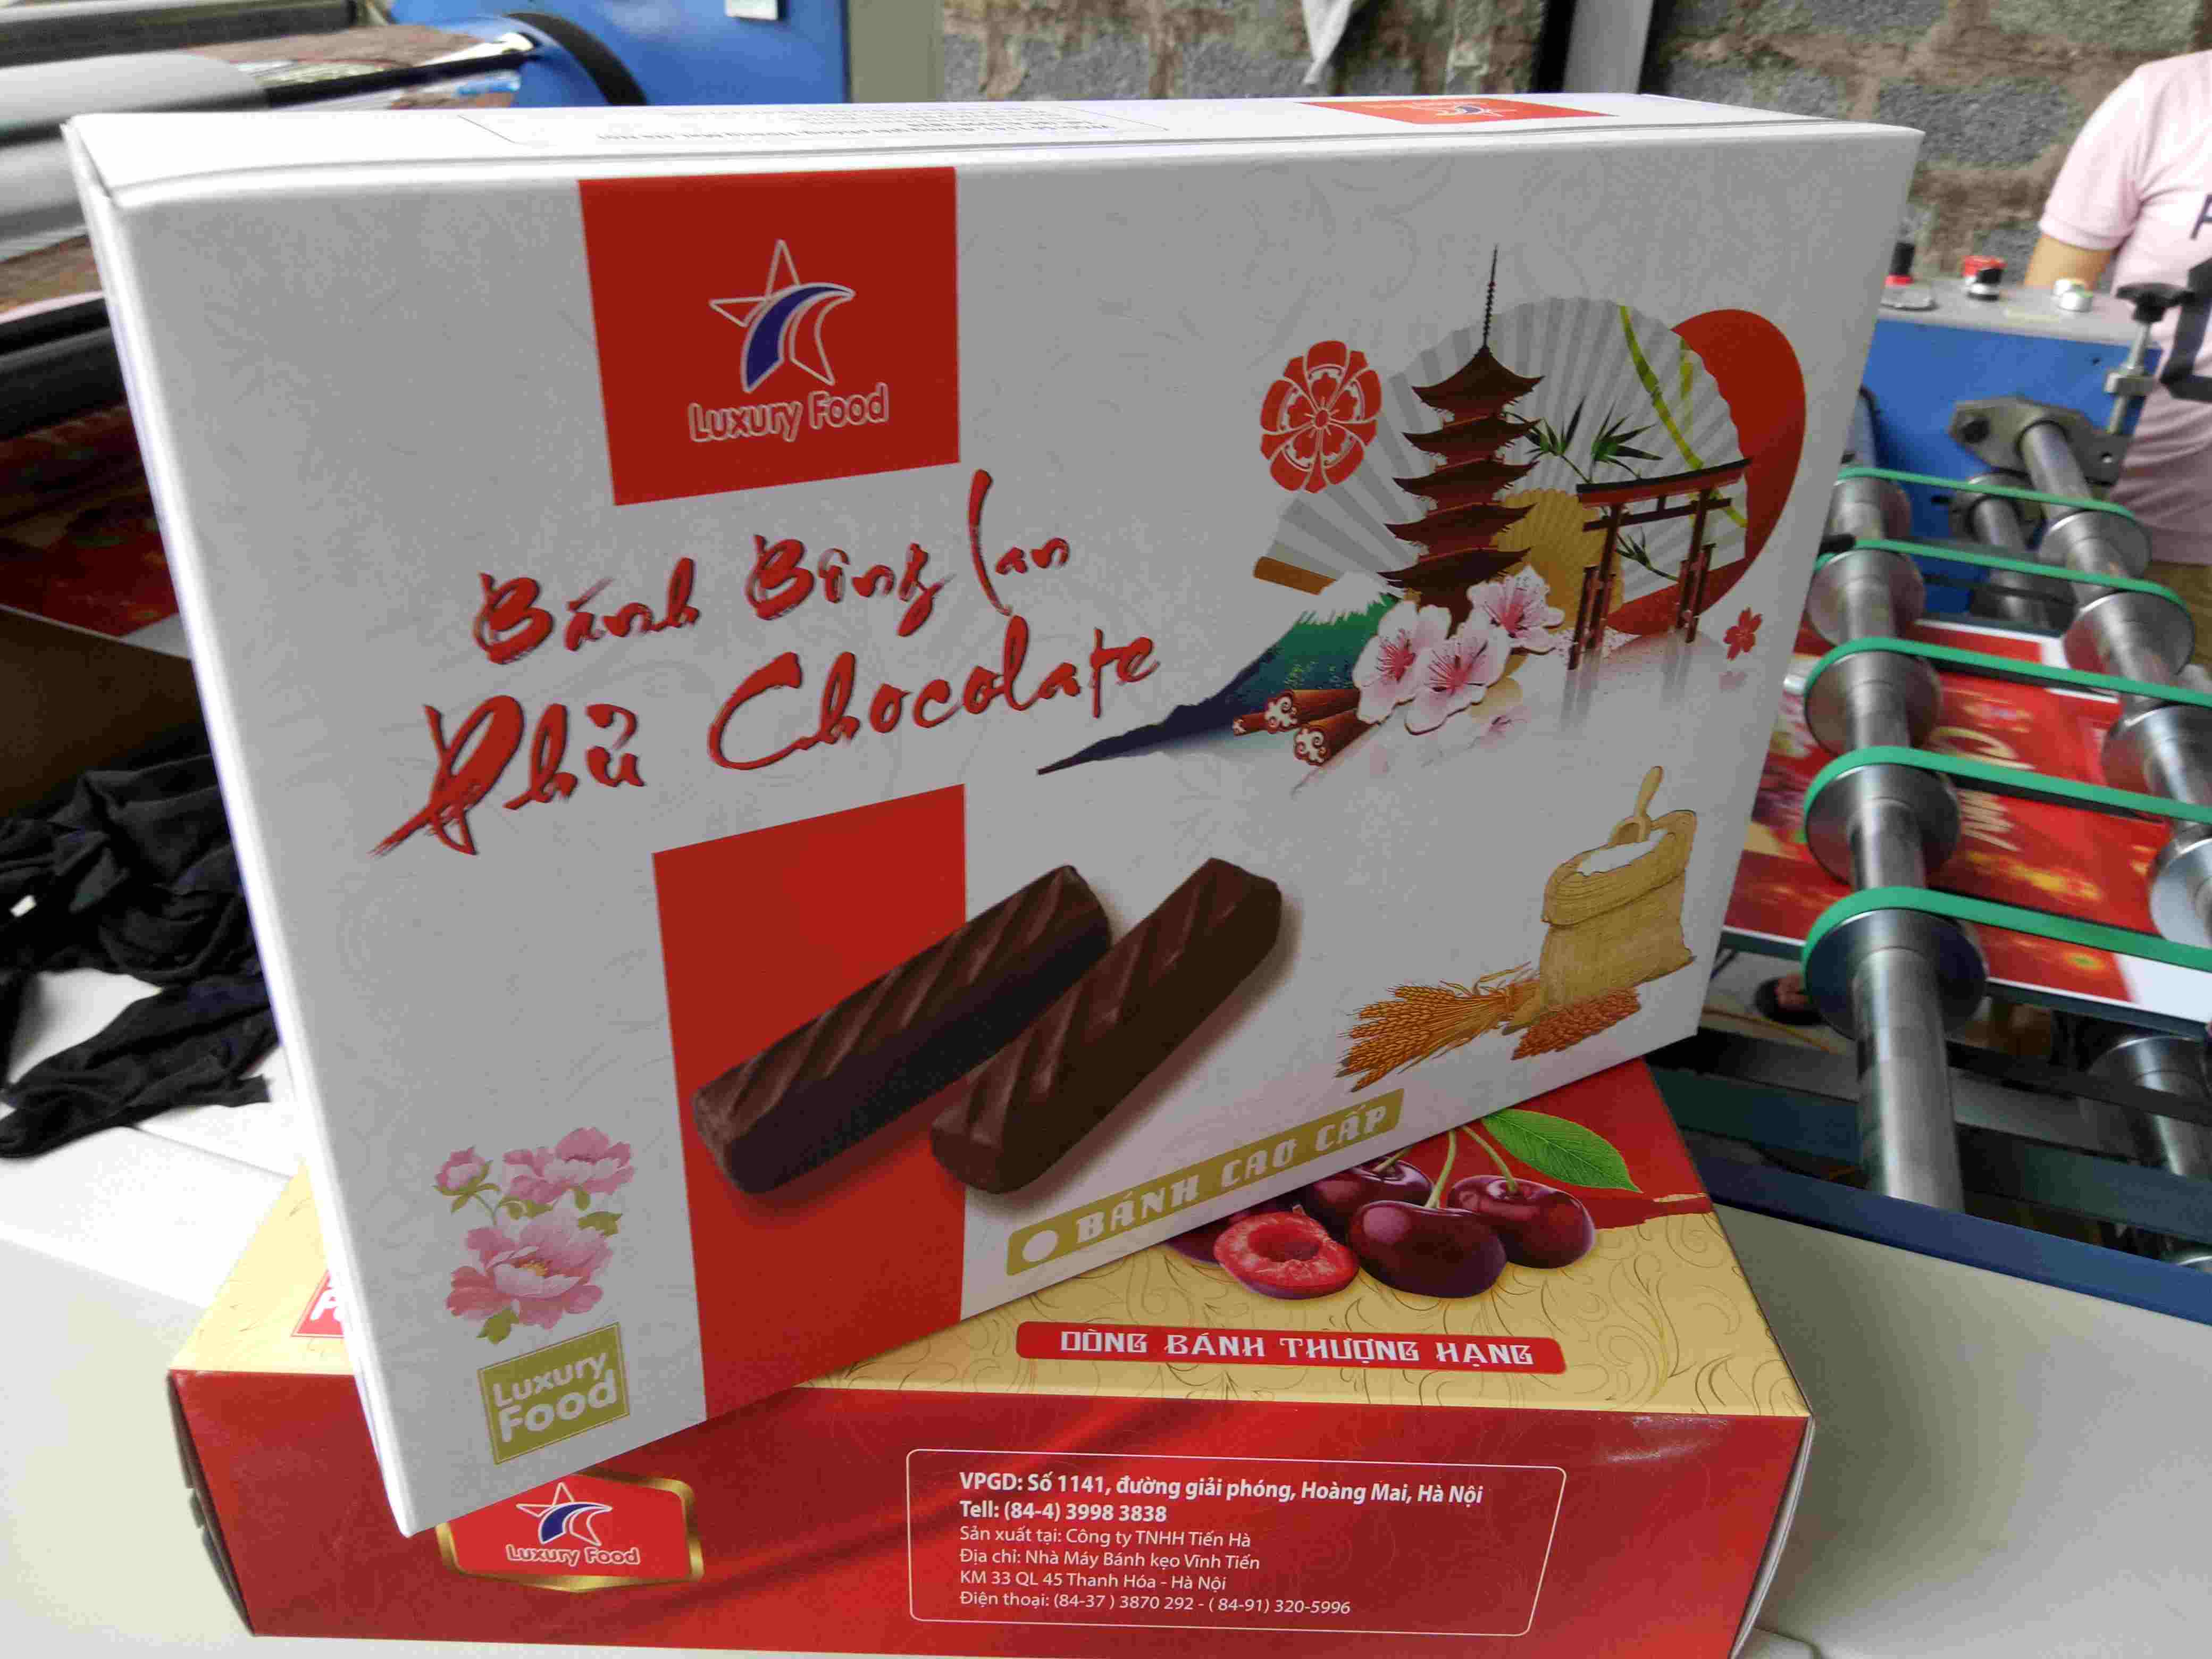 Luxury Food
Bánh Bông Lan
Phủ Chocolate
BÁNH CAO CẤP
Luxury
Food
DÒNG BÁNH THƯỢNG HẠNG
Luxury Food
VPGD: Số 1141, đường giải phóng, Hoàng Mai, Hà Nội
Tell: (84-4) 3998 3838
Sản xuất tại: Công ty TNHH Tiến Hà
Địa chỉ: Nhà Máy Bánh kẹo Vĩnh Tiến
KM 33 QL 45 Thanh Hóa - Hà Nội
Điện thoại: (84-37 ) 3870 292 - ( 84-91) 320-5996